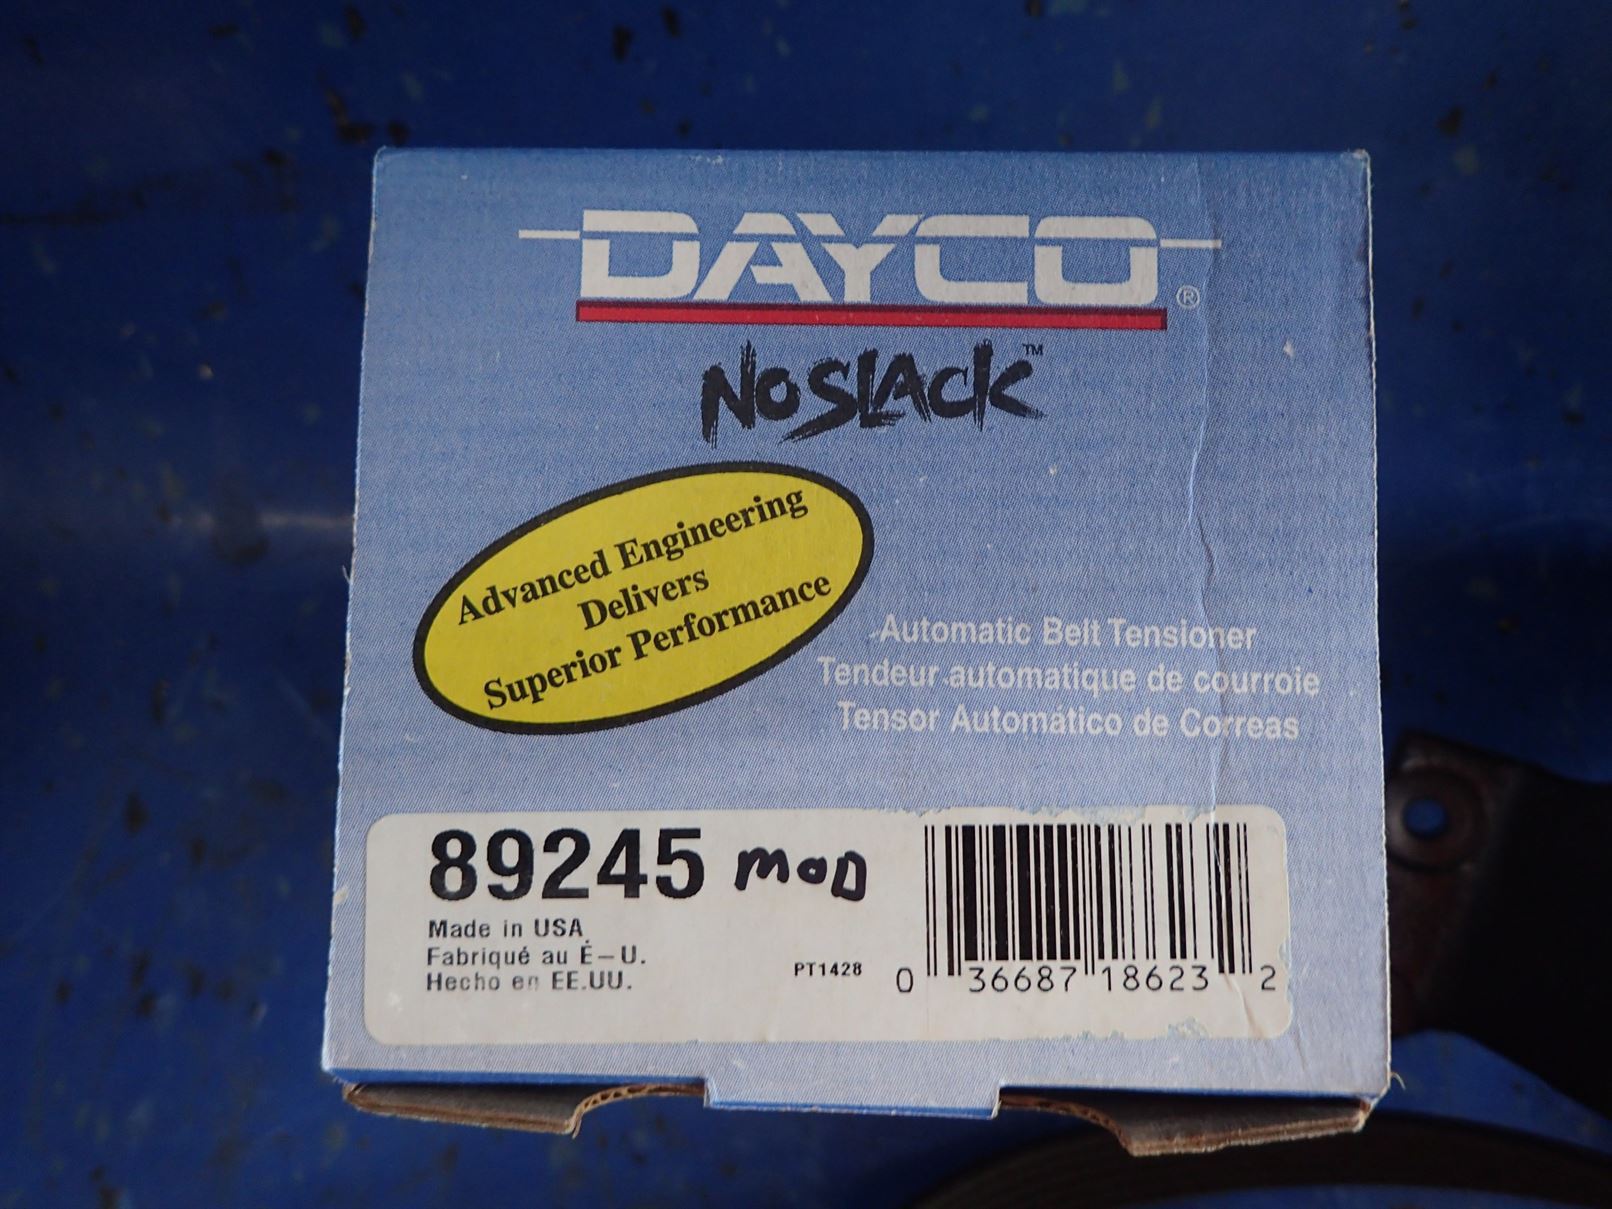 DAYCO®
NO SLACK™
Advanced Engineering
Delivers
Superior Performance
Automatic Belt Tensioner
Tendeur automatique de courroie
Tensor Automático de Correas
89245 MOD
Made in USA
Fabriqué au É-U.
Hecho en EE.UU.
PT1428
0 36687 18623 2